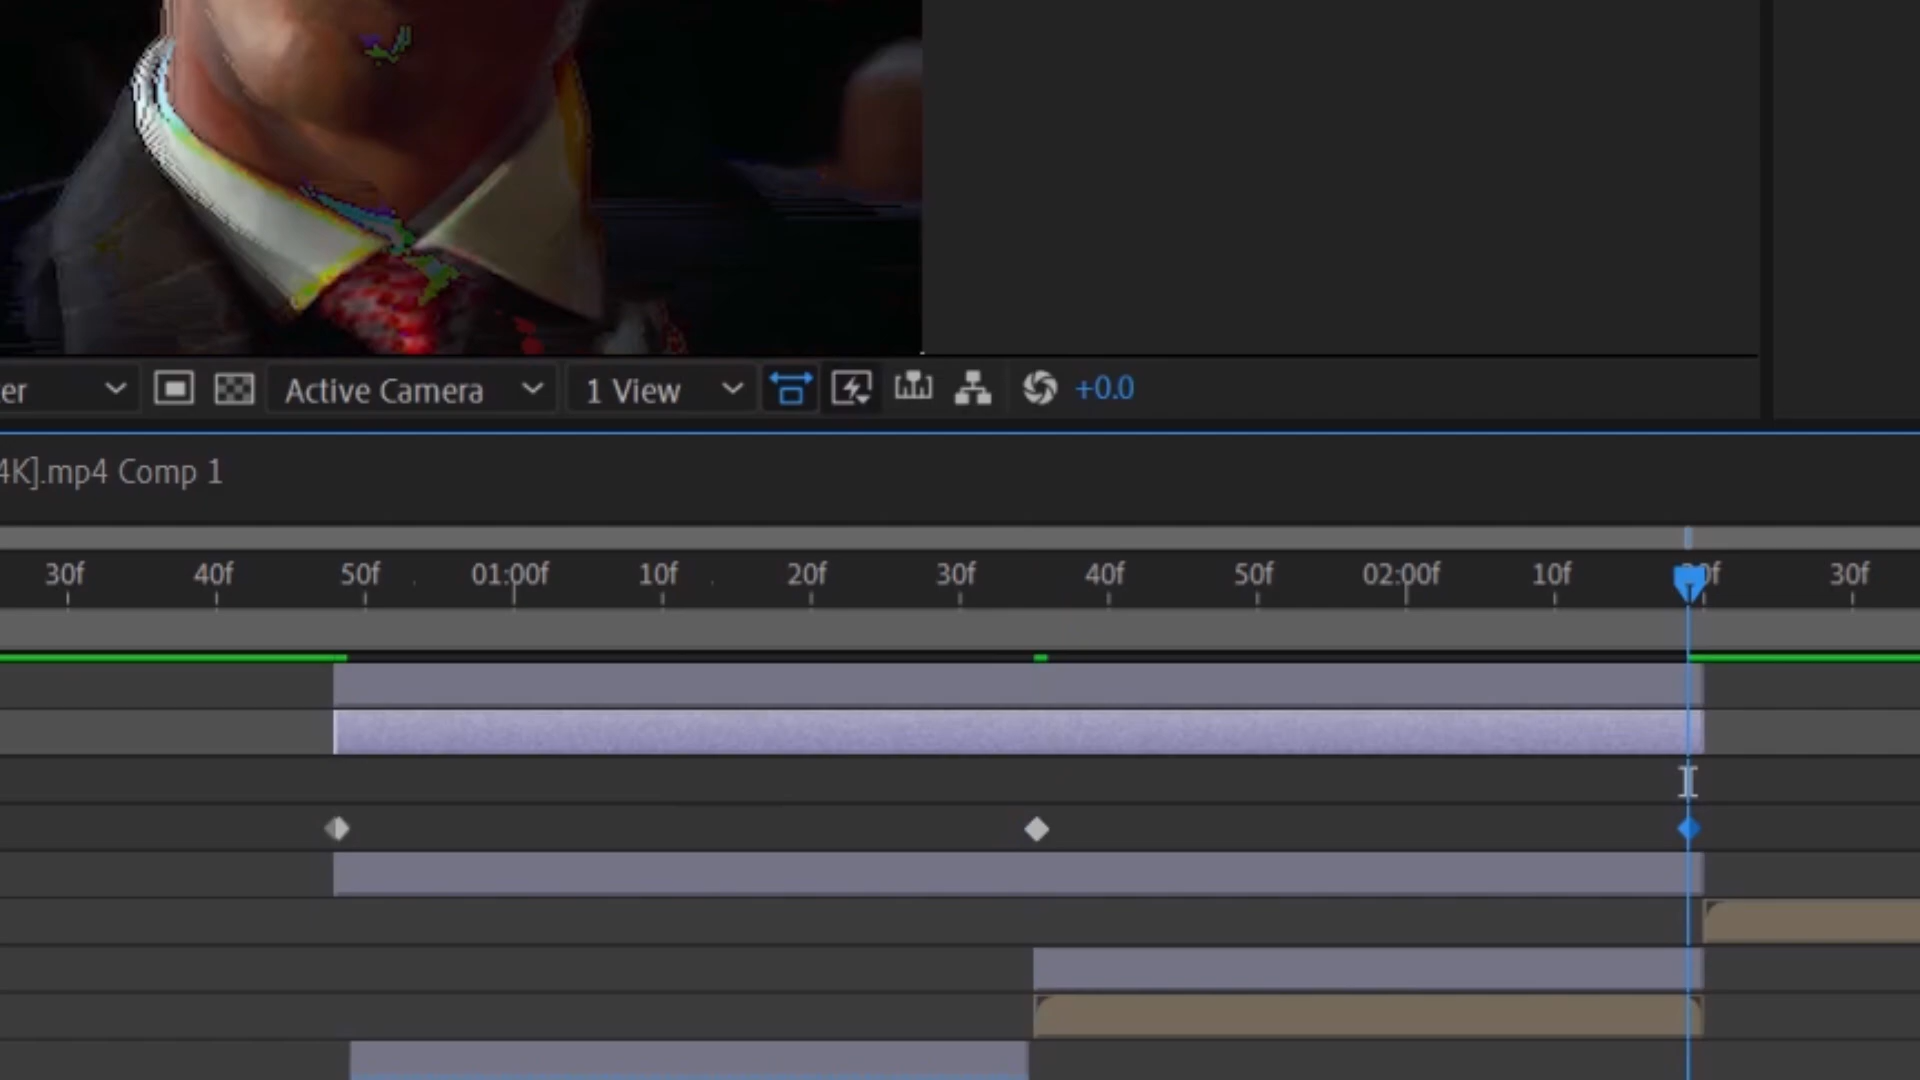 er Active Camera 1 View +0.0
4K].mp4 Comp 1
30f 40f 50f 01:00f 10f 20f 30f 40f 50f 02:00f 10f 20f 30f